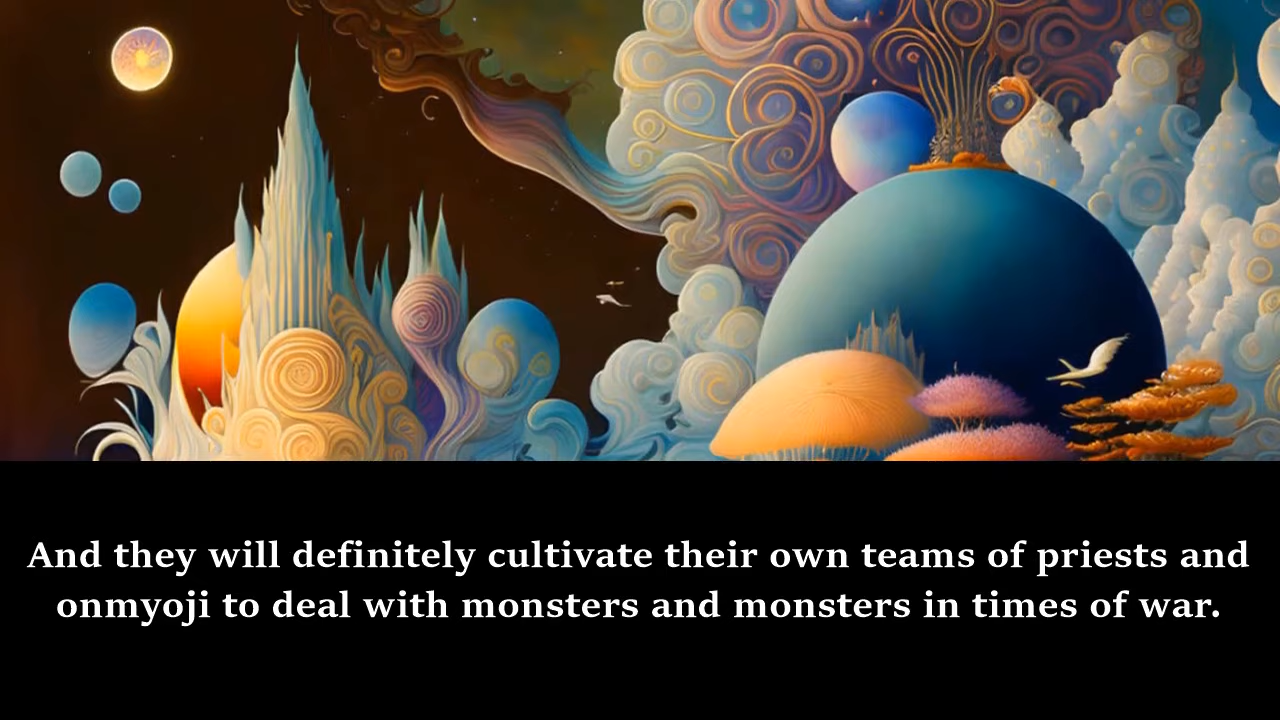 And they will definitely cultivate their own teams of priests and
onmyoji to deal with monsters and monsters in times of war.